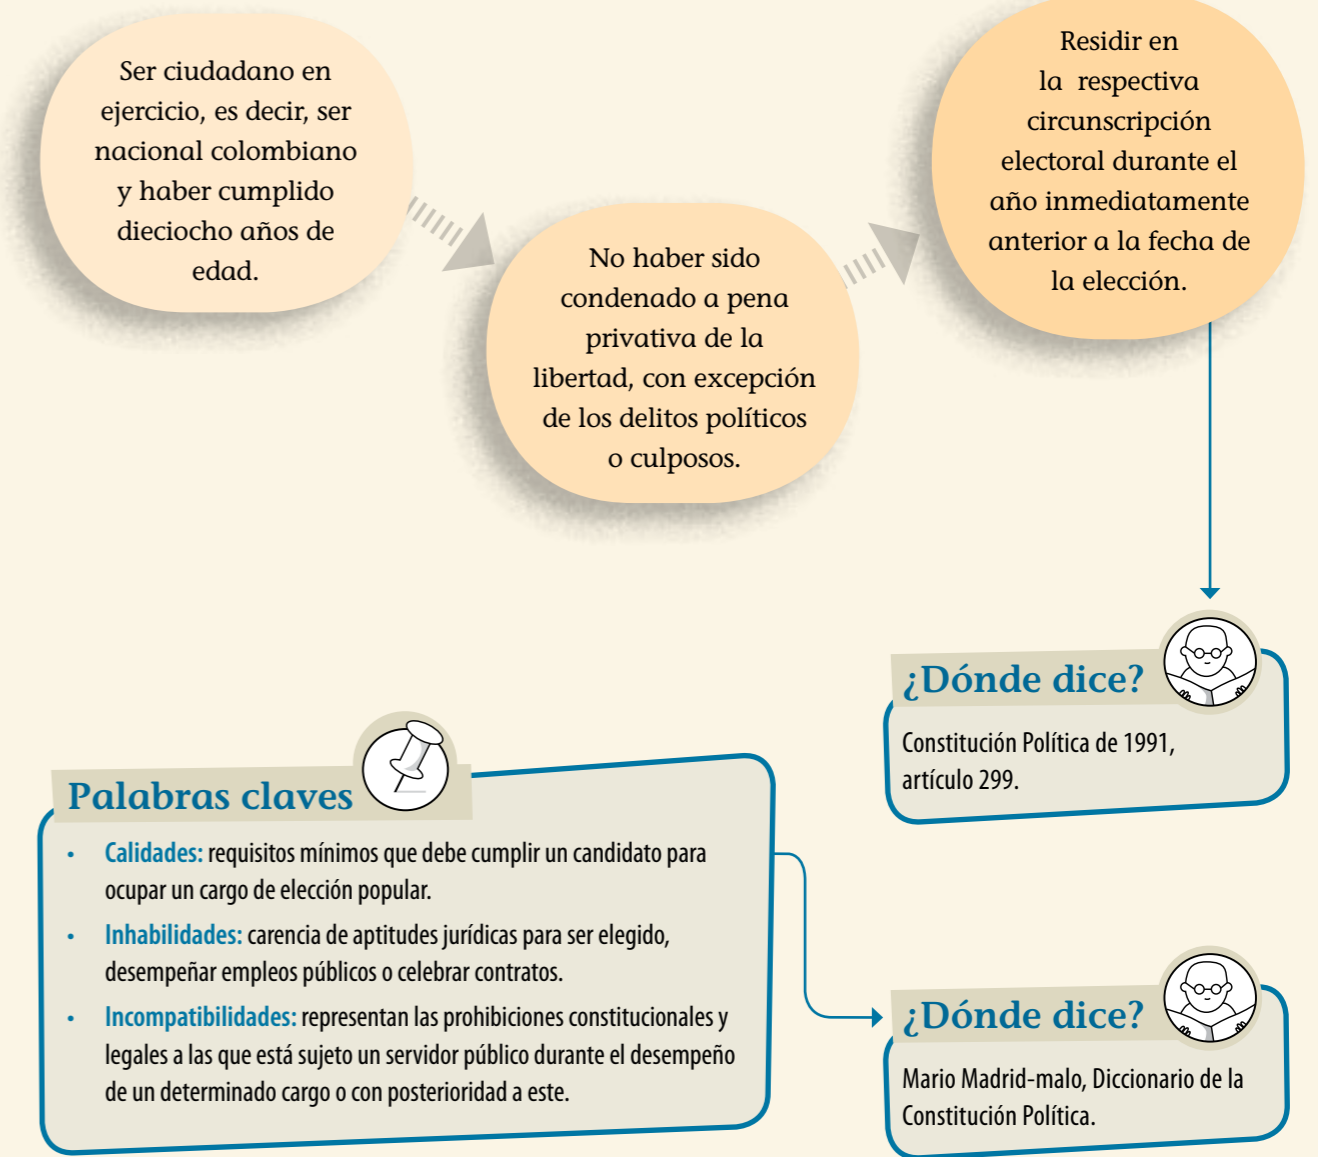 Ser ciudadano en
ejercicio, es decir, ser
nacional colombiano
y haber cumplido
dieciocho años de
edad.
No haber sido
condenado a pena
privativa de la
libertad, con excepción
de los delitos políticos
o culposos.
Residir en
la respectiva
circunscripción
electoral durante el
año inmediatamente
anterior a la fecha de
la elección.
¿Dónde dice?
Constitución Política de 1991,
artículo 299.
Palabras claves
• Calidades: requisitos mínimos que debe cumplir un candidato para
ocupar un cargo de elección popular.
• Inhabilidades: carencia de aptitudes jurídicas para ser elegido,
desempeñar empleos públicos o celebrar contratos.
• Incompatibilidades: representan las prohibiciones constitucionales y
legales a las que está sujeto un servidor público durante el desempeño
de un determinado cargo o con posterioridad a este.
¿Dónde dice?
Mario Madrid-malo, Diccionario de la
Constitución Política.